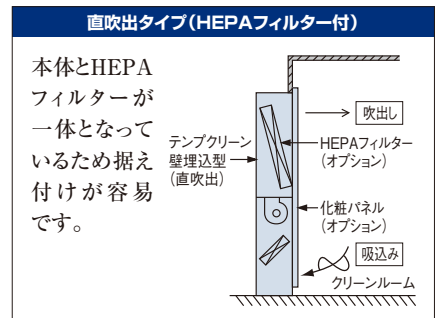 直吹出タイプ(HEPAフィルター付)
本体とHEPA
フィルターが
一体となって
いるため据え
付けが容易
です。
テンプクリーン
壁埋込型
(直吹出)
吹出し
HEPAフィルター
(オプション)
化粧パネル
(オプション)
吸込み
クリーンルーム